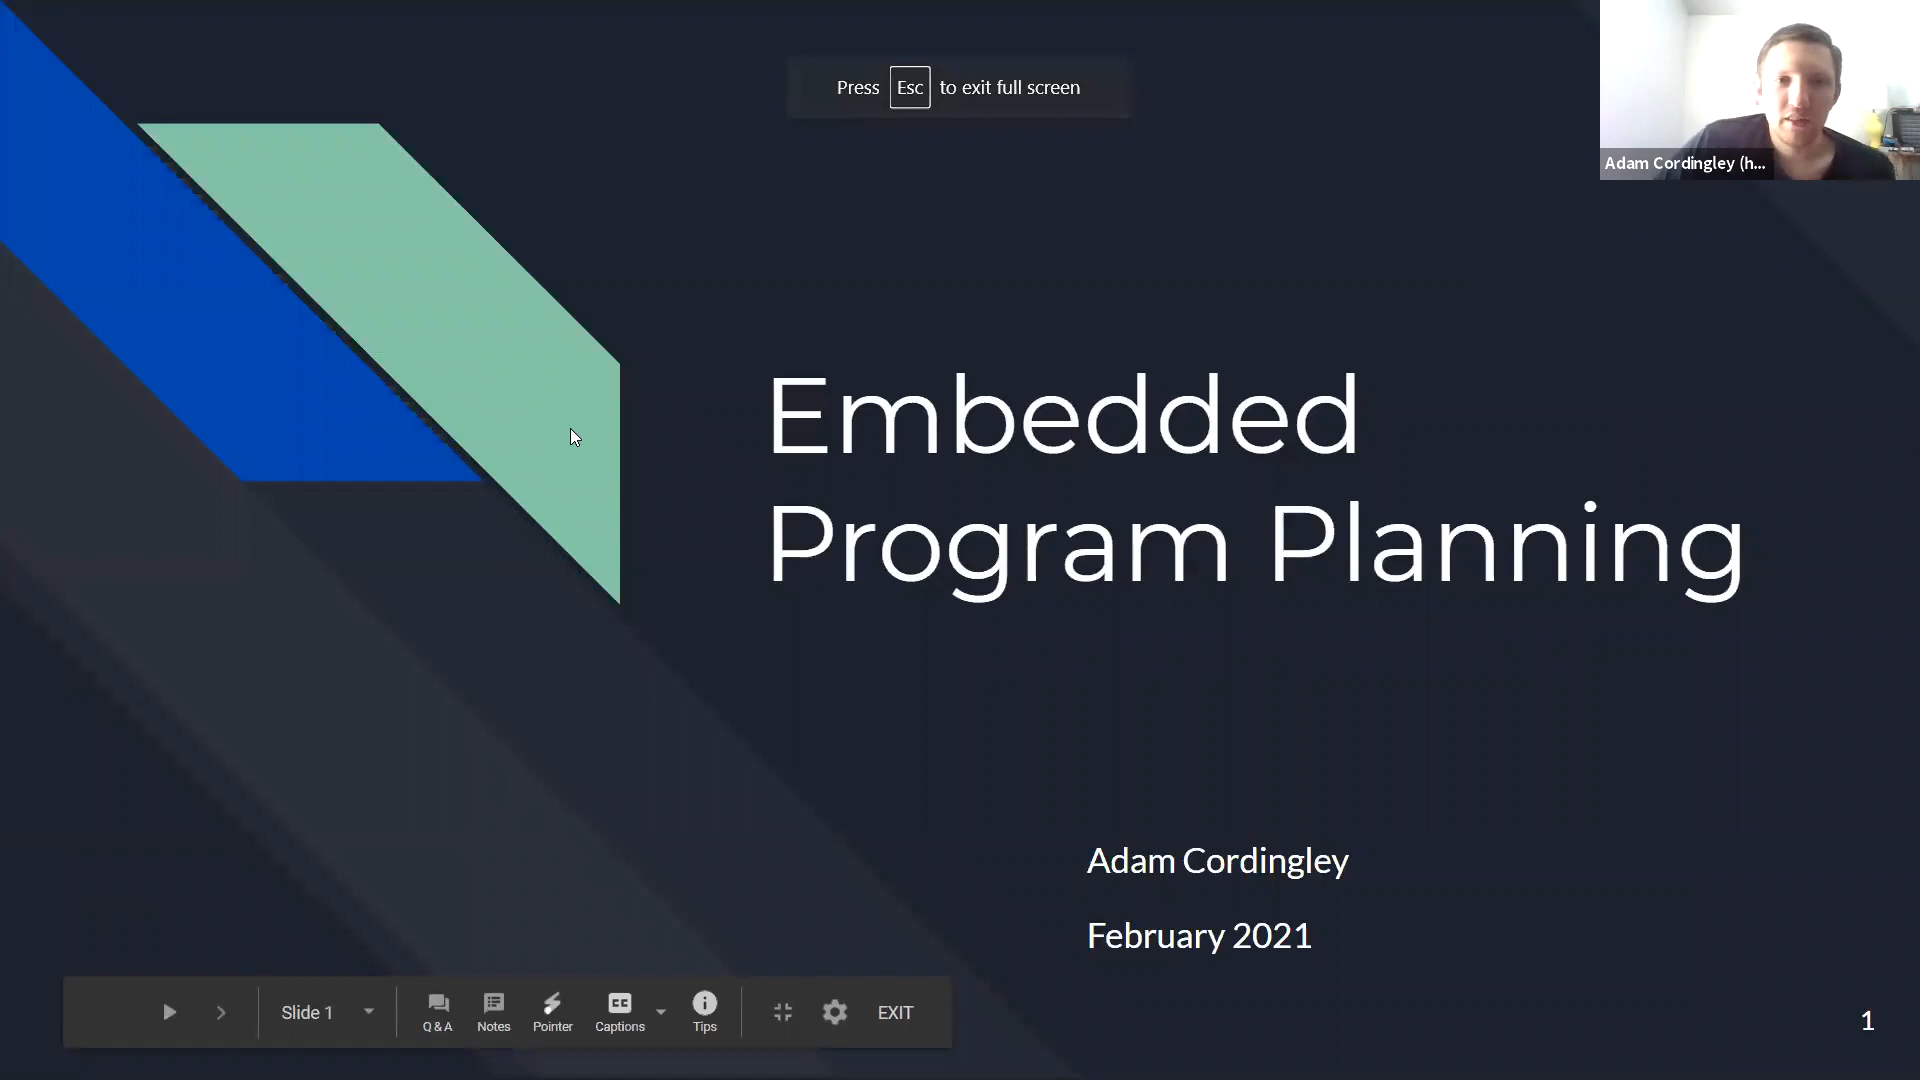 Press Esc to exit full screen
Adam Cordingley (h...
Embedded
Program Planning
Adam Cordingley
February 2021
Slide 1
Q & A
Notes
Pointer
CC
Captions
Tips
EXIT
1